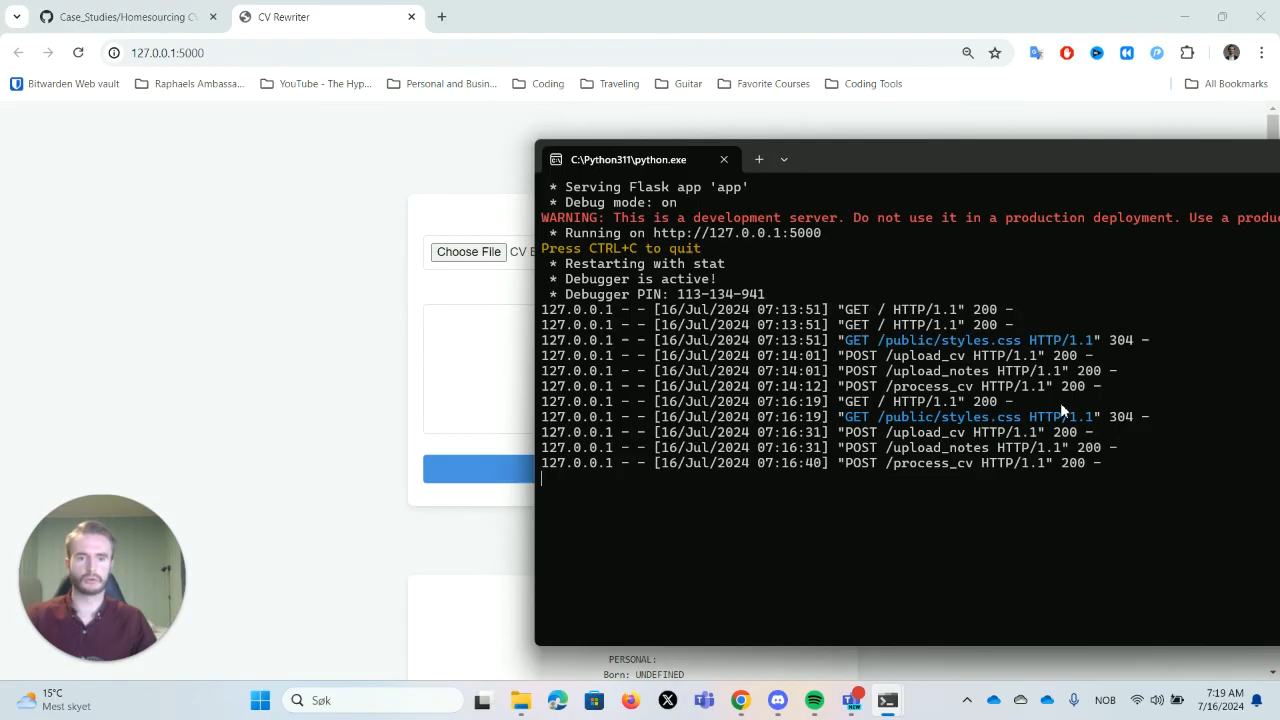 Case_Studies/Homesourcing C
CV Rewriter
127.0.0.1:5000
Bitwarden Web vault
Raphaels Ambassa...
YouTube - The Hyp...
Personal and Busin...
Coding
Traveling
Guitar
Favorite Courses
Coding Tools
All Bookmarks
C:\Python311\python.exe
* Serving Flask app 'app'
* Debug mode: on
WARNING: This is a development server. Do not use it in a production deployment. Use a produ
* Running on http://127.0.0.1:5000
Press CTRL+C to quit
* Restarting with stat
* Debugger is active!
* Debugger PIN: 113-134-941
127.0.0.1 - - [16/Jul/2024 07:13:51] "GET / HTTP/1.1" 200 -
127.0.0.1 - - [16/Jul/2024 07:13:51] "GET / HTTP/1.1" 200 -
127.0.0.1 - - [16/Jul/2024 07:13:51] "GET /public/styles.css HTTP/1.1" 304 -
127.0.0.1 - - [16/Jul/2024 07:14:01] "POST /upload_cv HTTP/1.1" 200 -
127.0.0.1 - - [16/Jul/2024 07:14:01] "POST /upload_notes HTTP/1.1" 200 -
127.0.0.1 - - [16/Jul/2024 07:14:12] "POST /process_cv HTTP/1.1" 200 -
127.0.0.1 - - [16/Jul/2024 07:16:19] "GET / HTTP/1.1" 200 -
127.0.0.1 - - [16/Jul/2024 07:16:19] "GET /public/styles.css HTTP/1.1" 304 -
127.0.0.1 - - [16/Jul/2024 07:16:31] "POST /upload_cv HTTP/1.1" 200 -
127.0.0.1 - - [16/Jul/2024 07:16:31] "POST /upload_notes HTTP/1.1" 200 -
127.0.0.1 - - [16/Jul/2024 07:16:40] "POST /process_cv HTTP/1.1" 200 -
Choose File CV
PERSONAL:
Born: UNDEFINED
15°C
Mest skyet
Søk
NEW
NOB
7:19 AM
7/16/2024